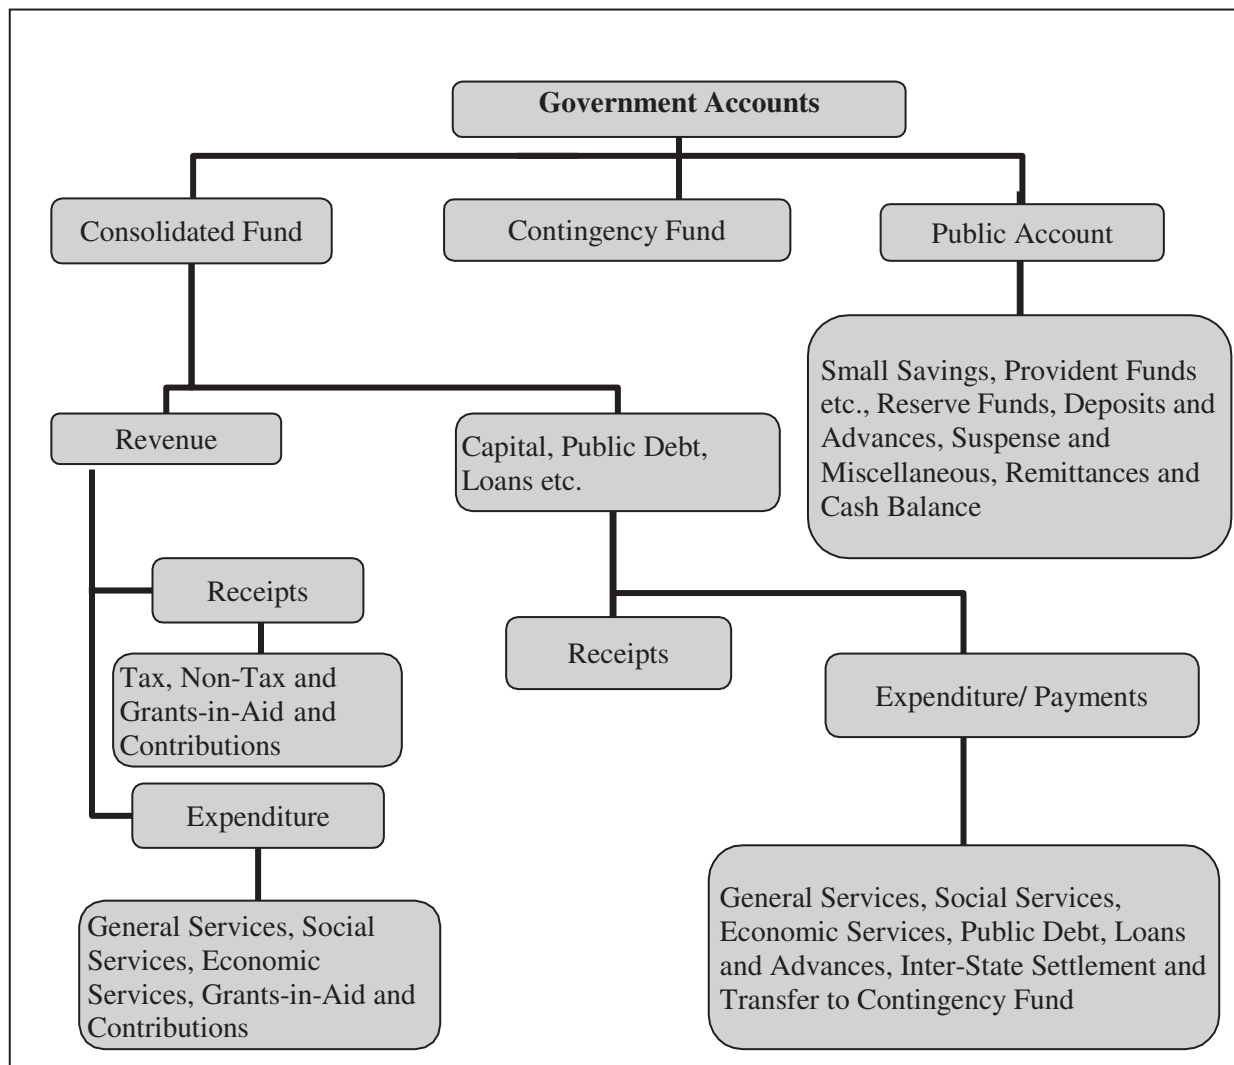 Government Accounts
Consolidated Fund
Contingency Fund
Public Account
Small Savings, Provident Funds
etc., Reserve Funds, Deposits and
Advances, Suspense and
Miscellaneous, Remittances and
Cash Balance
Revenue
Capital, Public Debt,
Loans etc.
Receipts
Tax, Non-Tax and
Grants-in-Aid and
Contributions
Expenditure
General Services, Social
Services, Economic
Services, Grants-in-Aid and
Contributions
Receipts
Expenditure/ Payments
General Services, Social Services,
Economic Services, Public Debt, Loans
and Advances, Inter-State Settlement and
Transfer to Contingency Fund